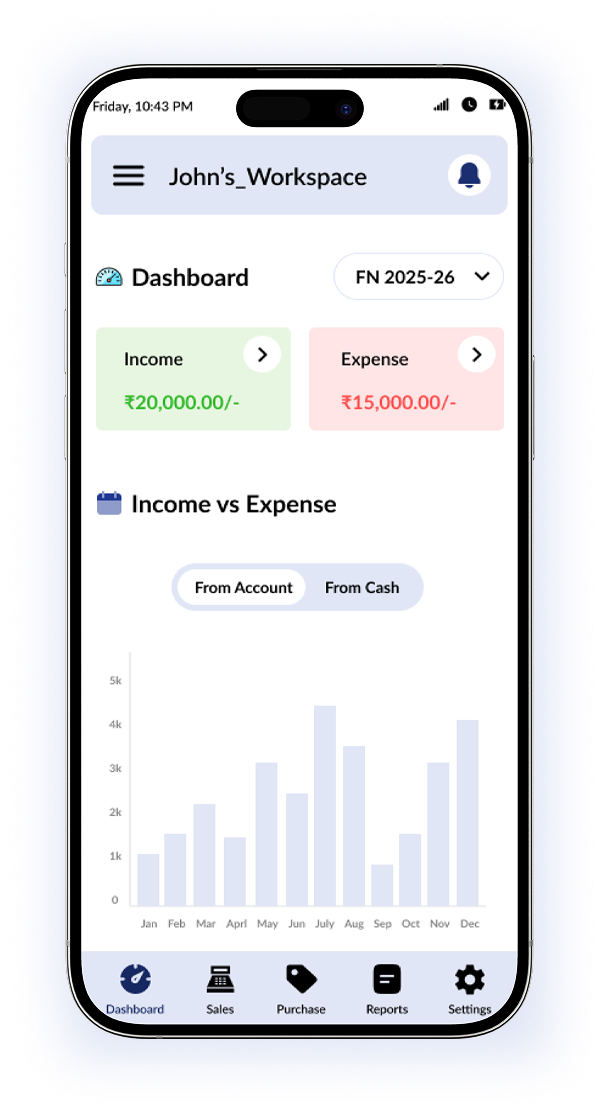 Friday, 10:43 PM
John's_Workspace
Dashboard
FN 2025-26
Income
Expense
₹20,000.00/-
₹15,000.00/-
Income vs Expense
From Account
From Cash
5k
4k
3k
2k
1k
0
Jan Feb Mar Aprl May Jun July Aug Sep Oct Nov Dec
Dashboard Sales Purchase Reports Settings